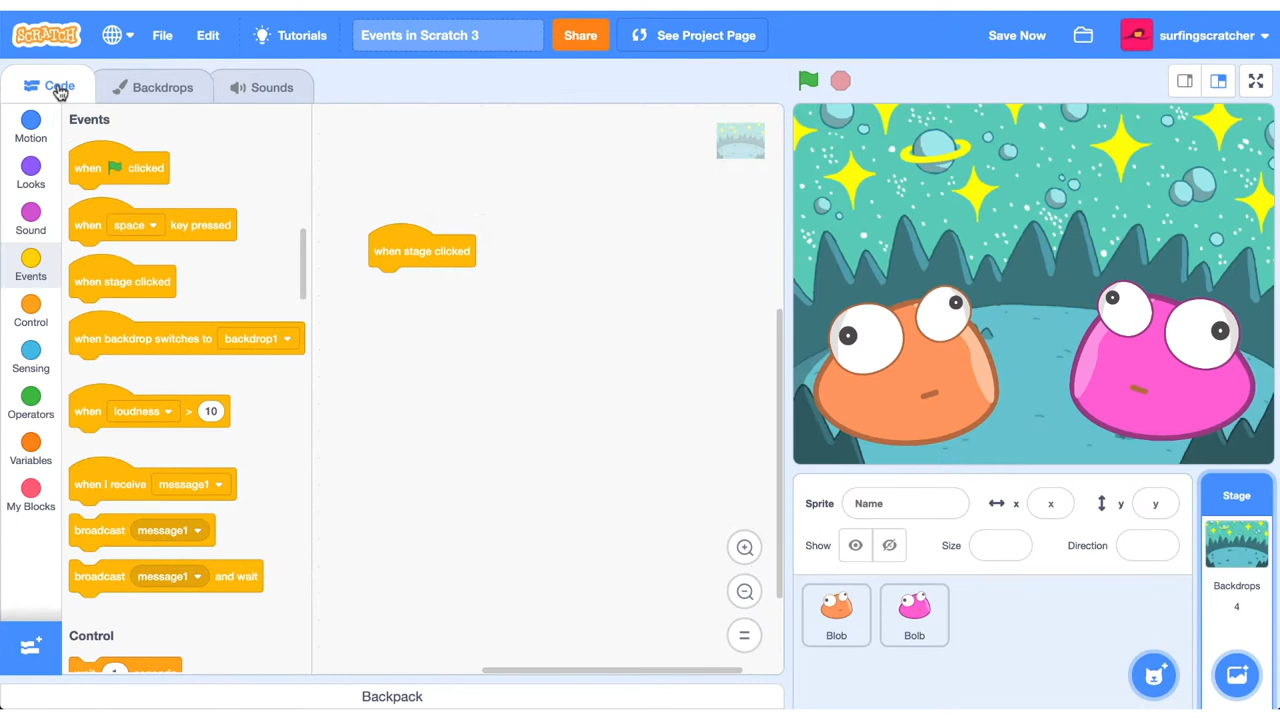 SCRATCH File Edit Tutorials Events in Scratch 3 Share See Project Page Save Now surfingscratcher
Code Backdrops Sounds
Motion
Looks
Sound
Events
Control
Sensing
Operators
Variables
My Blocks
Events
when clicked
when space key pressed
when stage clicked
when backdrop switches to backdrop1
when loudness > 10
when I receive message1
broadcast message1
broadcast message1 and wait
Control
when stage clicked
Backpack
Sprite Name x x y y
Show Size Direction
Blob Bolb
Stage
Backdrops
4